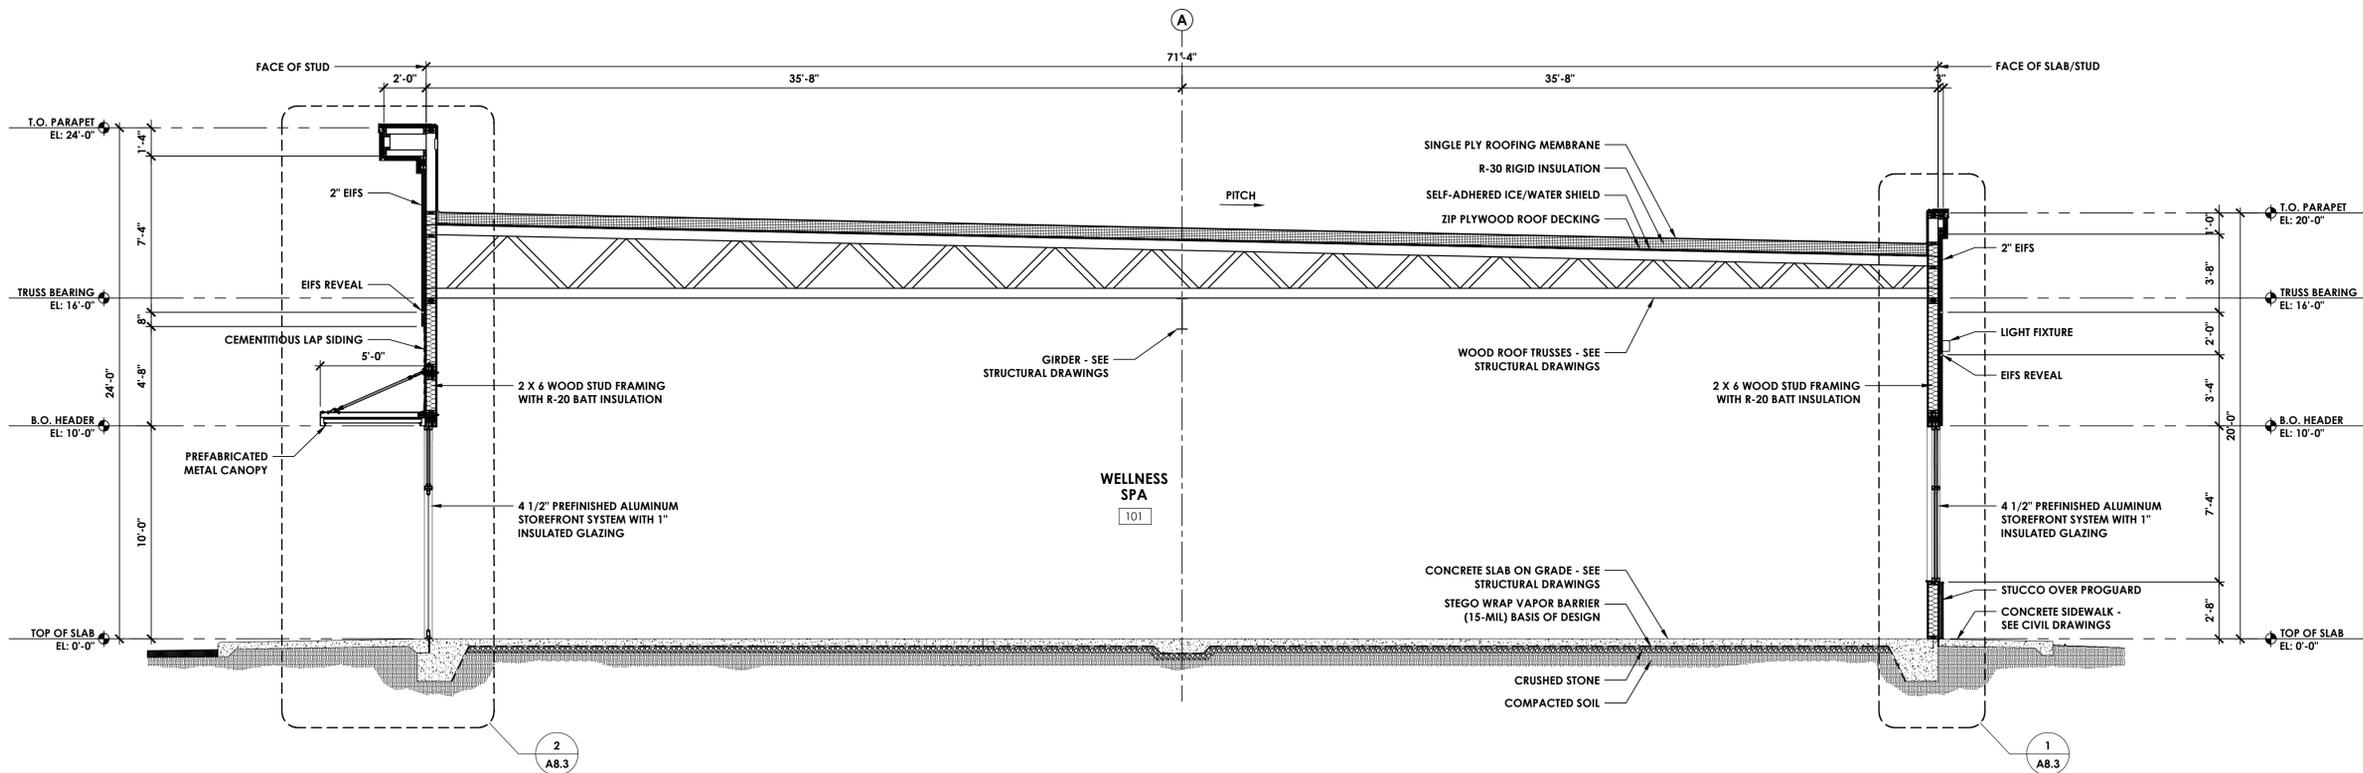 A
71'-4"
FACE OF STUD
FACE OF SLAB/STUD
2'-0"
35'-8"
35'-8"
3"
T.O. PARAPET
EL: 24'-0"
1'-4"
2" EIFS
7'-4"
EIFS REVEAL
TRUSS BEARING
EL: 16'-0"
8"
CEMENTITIOUS LAP SIDING
5'-0"
24'-0"
4'-8"
2 X 6 WOOD STUD FRAMING
WITH R-20 BATT INSULATION
B.O. HEADER
EL: 10'-0"
PREFABRICATED
METAL CANOPY
4 1/2" PREFINISHED ALUMINUM
STOREFRONT SYSTEM WITH 1"
INSULATED GLAZING
10'-0"
TOP OF SLAB
EL: 0'-0"
2
A8.3
PITCH
SINGLE PLY ROOFING MEMBRANE
R-30 RIGID INSULATION
SELF-ADHERED ICE/WATER SHIELD
ZIP PLYWOOD ROOF DECKING
GIRDER - SEE
STRUCTURAL DRAWINGS
WOOD ROOF TRUSSES - SEE
STRUCTURAL DRAWINGS
WELLNESS
SPA
101
CONCRETE SLAB ON GRADE - SEE
STRUCTURAL DRAWINGS
STEGO WRAP VAPOR BARRIER
(15-MIL) BASIS OF DESIGN
CRUSHED STONE
COMPACTED SOIL
2 X 6 WOOD STUD FRAMING
WITH R-20 BATT INSULATION
T.O. PARAPET
EL: 20'-0"
1'-0"
2" EIFS
3'-8"
TRUSS BEARING
EL: 16'-0"
LIGHT FIXTURE
2'-0"
EIFS REVEAL
3'-4"
20'-0"
B.O. HEADER
EL: 10'-0"
7'-4"
4 1/2" PREFINISHED ALUMINUM
STOREFRONT SYSTEM WITH 1"
INSULATED GLAZING
STUCCO OVER PROGUARD
2'-8"
CONCRETE SIDEWALK -
SEE CIVIL DRAWINGS
TOP OF SLAB
EL: 0'-0"
1
A8.3